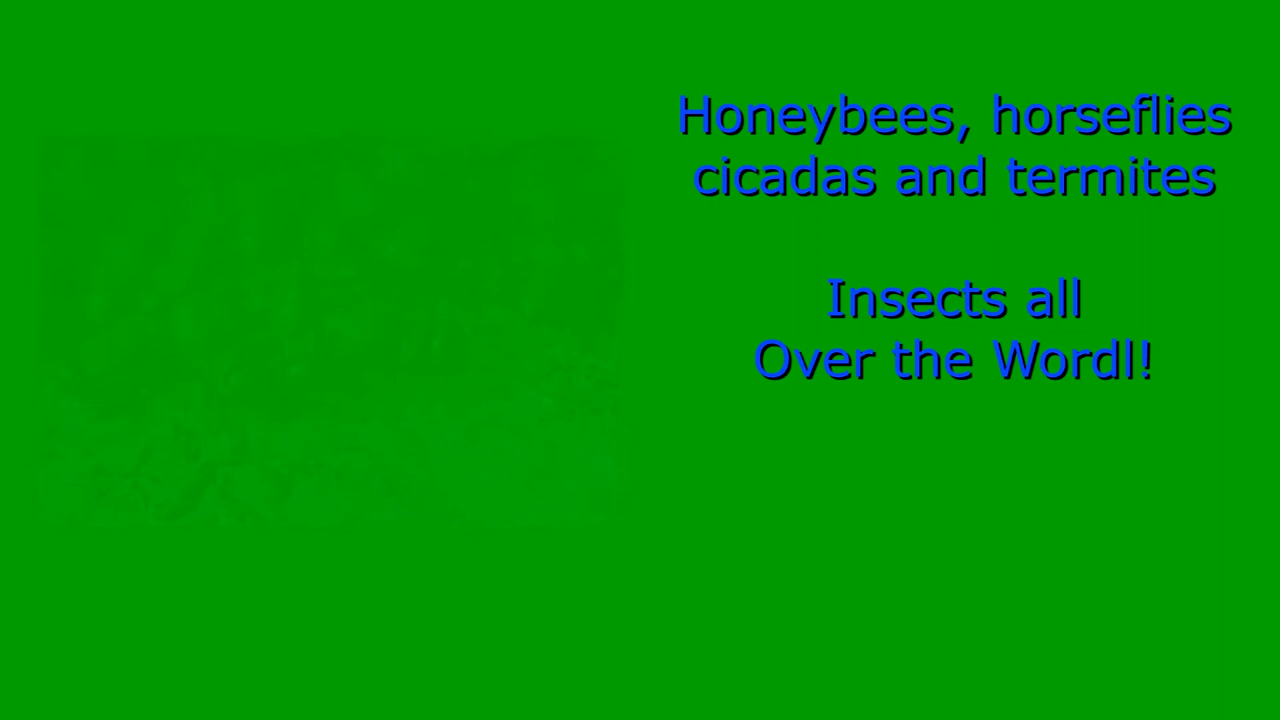 Honeybees, horseflies
cicadas and termites
Insects all
Over the Wordl!